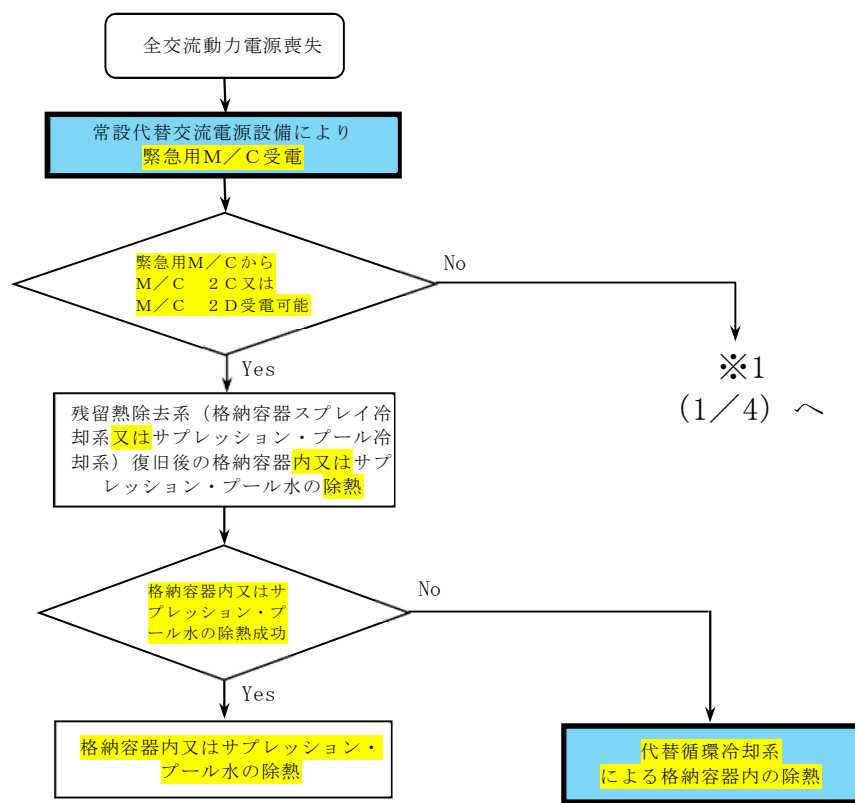 全交流動力電源喪失
常設代替交流電源設備により
緊急用M／C受電
緊急用M／Cから
M／C　２C又は
M／C　２D受電可能
No
※1
(1／4) へ
Yes
残留熱除去系（格納容器スプレイ冷
却系又はサプレッション・プール冷
却系）復旧後の格納容器内又はサプ
レッション・プール水の除熱
格納容器内又はサ
プレッション・プ
ール水の除熱成功
No
Yes
格納容器内又はサプレッション・
プール水の除熱
代替循環冷却系
による格納容器内の除熱